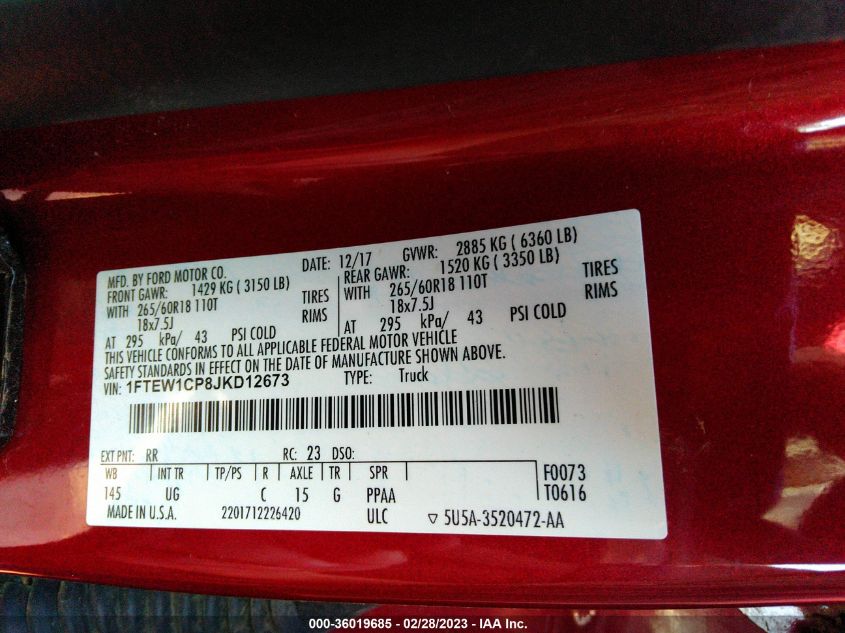 MFD. BY FORD MOTOR CO.
DATE: 12/17 GVWR: 2885 KG ( 6360 LB)
FRONT GAWR: 1429 KG ( 3150 LB)
WITH 265/60R18 110T TIRES
18x7.5J RIMS
AT 295 kPa/ 43 PSI COLD
REAR GAWR: 1520 KG ( 3350 LB)
WITH 265/60R18 110T TIRES
18x7.5J RIMS
AT 295 kPa/ 43 PSI COLD
THIS VEHICLE CONFORMS TO ALL APPLICABLE FEDERAL MOTOR VEHICLE
SAFETY STANDARDS IN EFFECT ON THE DATE OF MANUFACTURE SHOWN ABOVE.
VIN: 1FTEW1CP8JKD12673 TYPE: Truck
EXT PNT: RR RC: 23 DSO:
WB INT TR TP/PS R AXLE TR SPR F0073
145 UG C 15 G PPAA T0616
MADE IN U.S.A. 2201712226420 ULC ▽ 5U5A-3520472-AA
000-36019685 - 02/28/2023 - IAA Inc.